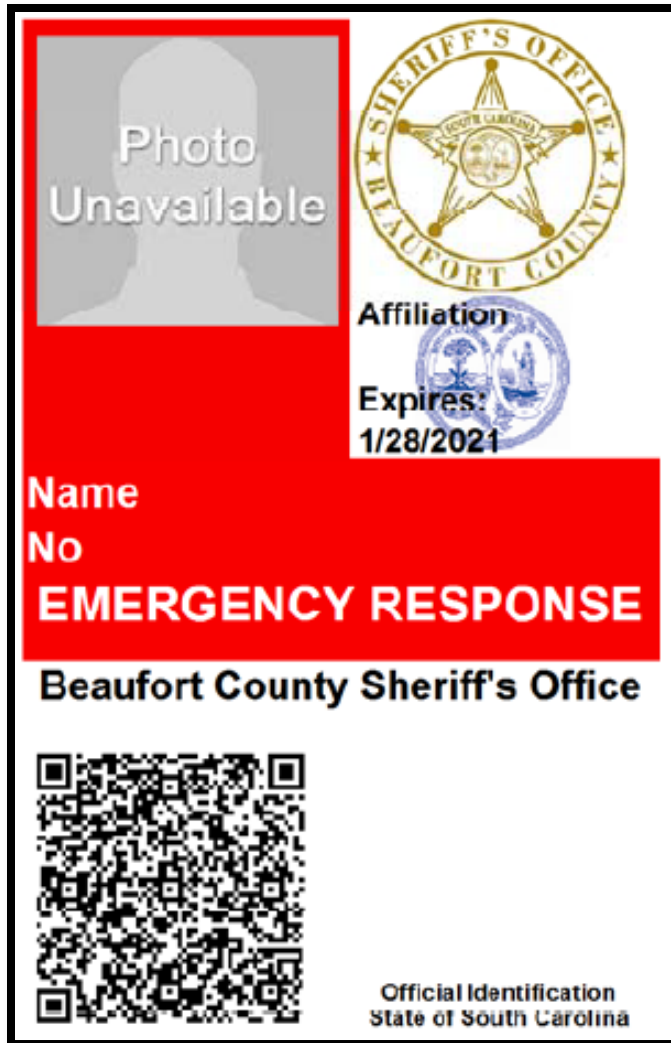 Photo
Unavailable
SHERIFF'S OFFICE
SOUTH CAROLINA
BEAUFORT COUNTY
Affiliation
Expires:
1/28/2021
Name
No
EMERGENCY RESPONSE
Beaufort County Sheriff's Office
Official Identification
State of South Carolina